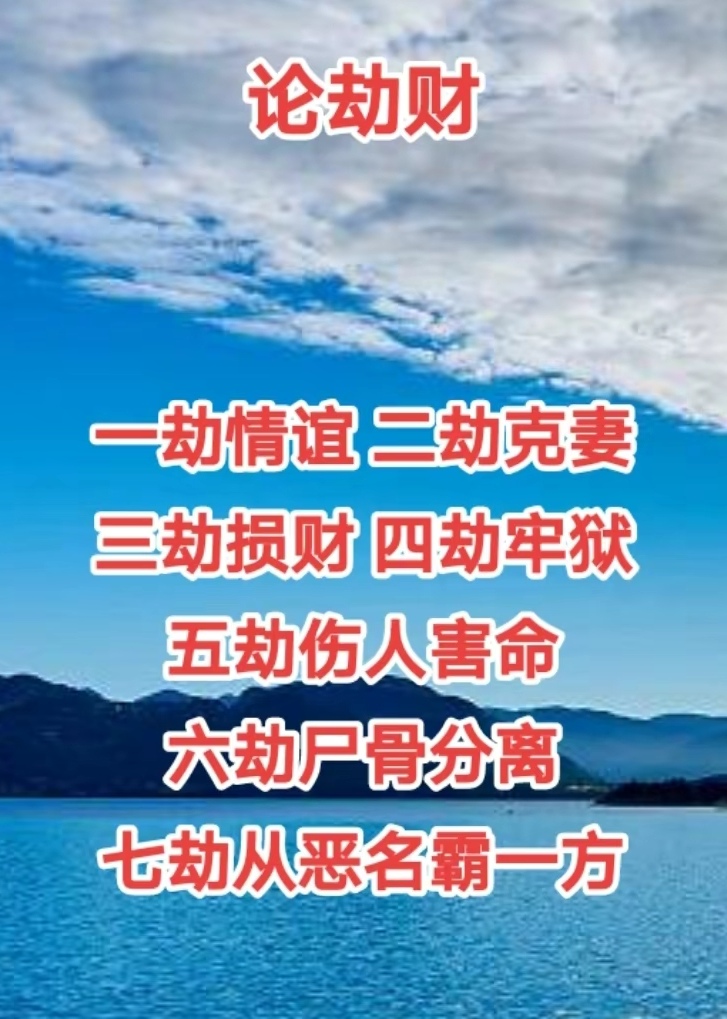 论劫财
一劫情谊 二劫克妻
三劫损财 四劫牢狱
五劫伤人害命
六劫尸骨分离
七劫从恶名霸一方